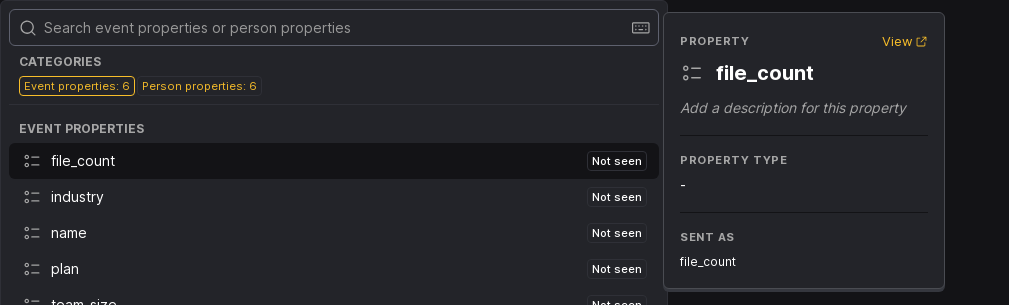 Search event properties or person properties
CATEGORIES
Event properties: 6
Person properties: 6
EVENT PROPERTIES
file_count
Not seen
industry
Not seen
name
Not seen
plan
Not seen
team_size
Not seen
PROPERTY
View
file_count
Add a description for this property
PROPERTY TYPE
-
SENT AS
file_count